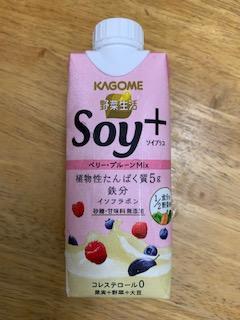 KAGOME
野菜生活
Soy+
ソイプラス
ベリー・プルーンMix
植物性たんぱく質5g
鉄分
イソフラボン
砂糖・甘味料無添加
コレステロール0
果実+野菜+大豆